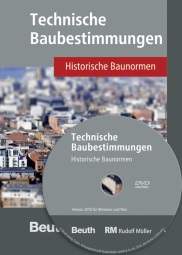 Technische
Baubestimmungen
Historische Baunormen
Technische
Baubestimmungen
Historische Baunormen
DVD
Beuth
Beuth
RM Rudolf Müller